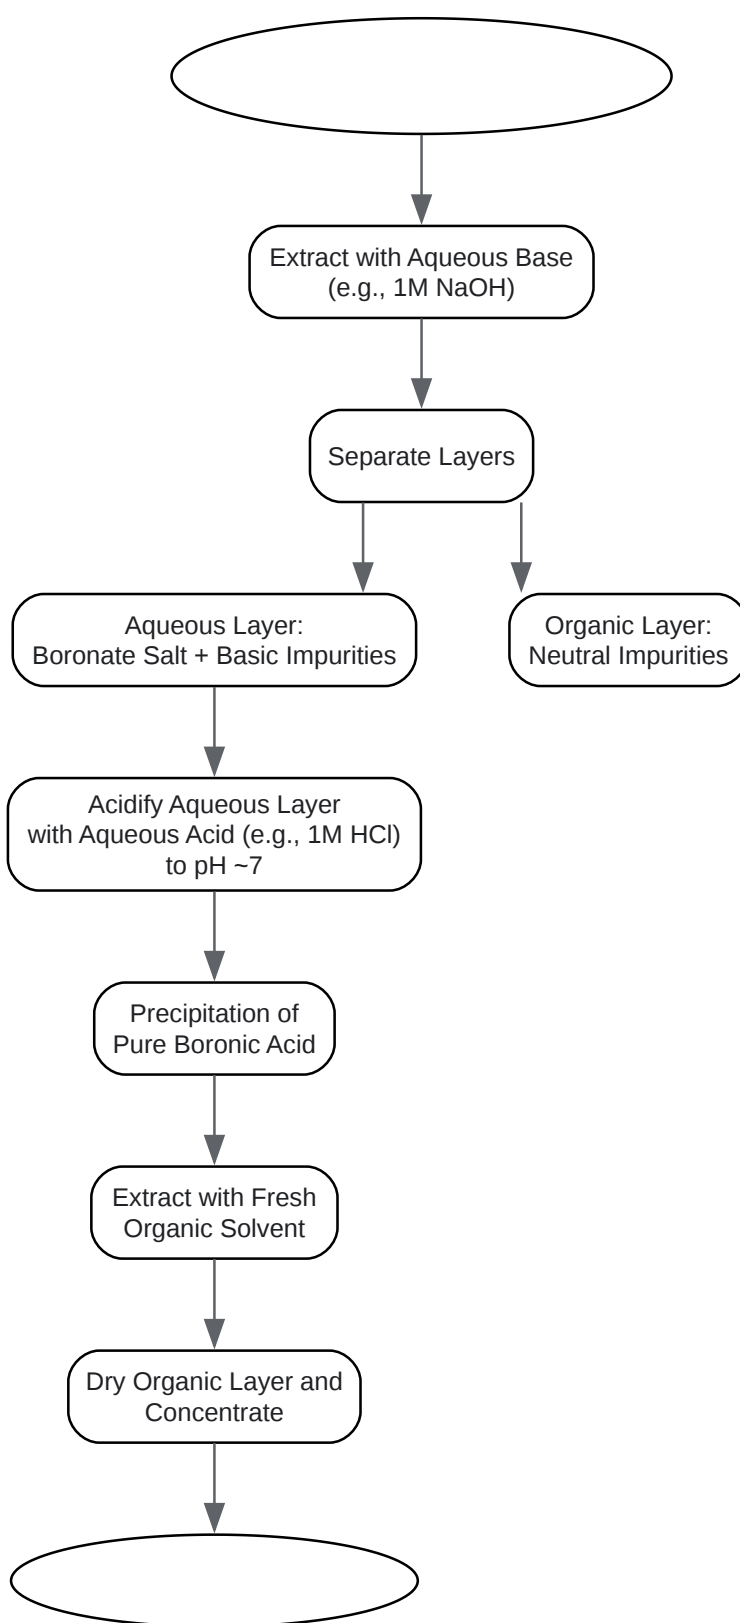 Extract with Aqueous Base
(e.g., 1M NaOH)
Separate Layers
Aqueous Layer:
Boronate Salt + Basic Impurities
Organic Layer:
Neutral Impurities
Acidify Aqueous Layer
with Aqueous Acid (e.g., 1M HCl)
to pH ~7
Precipitation of
Pure Boronic Acid
Extract with Fresh
Organic Solvent
Dry Organic Layer and
Concentrate